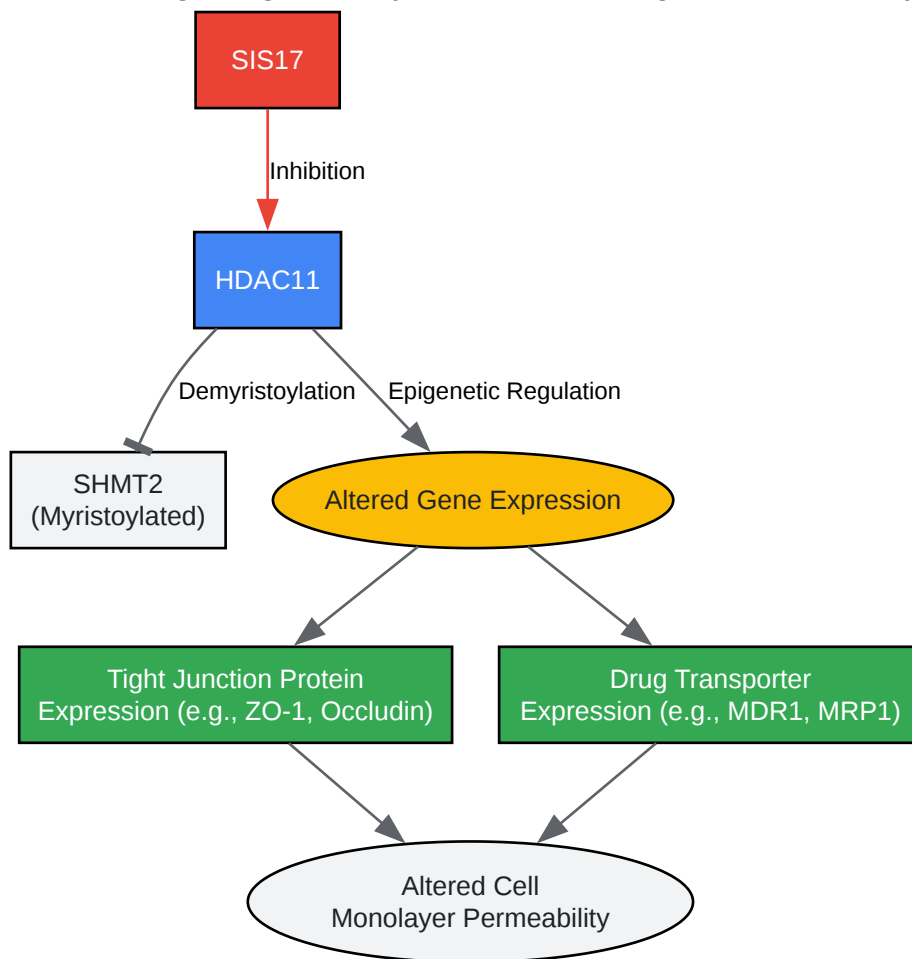 SIS17
Inhibition
HDAC11
Demyristoylation
Epigenetic Regulation
SHMT2
(Myristoylated)
Altered Gene Expression
Tight Junction Protein
Expression (e.g., ZO-1, Occludin)
Drug Transporter
Expression (e.g., MDR1, MRP1)
Altered Cell
Monolayer Permeability